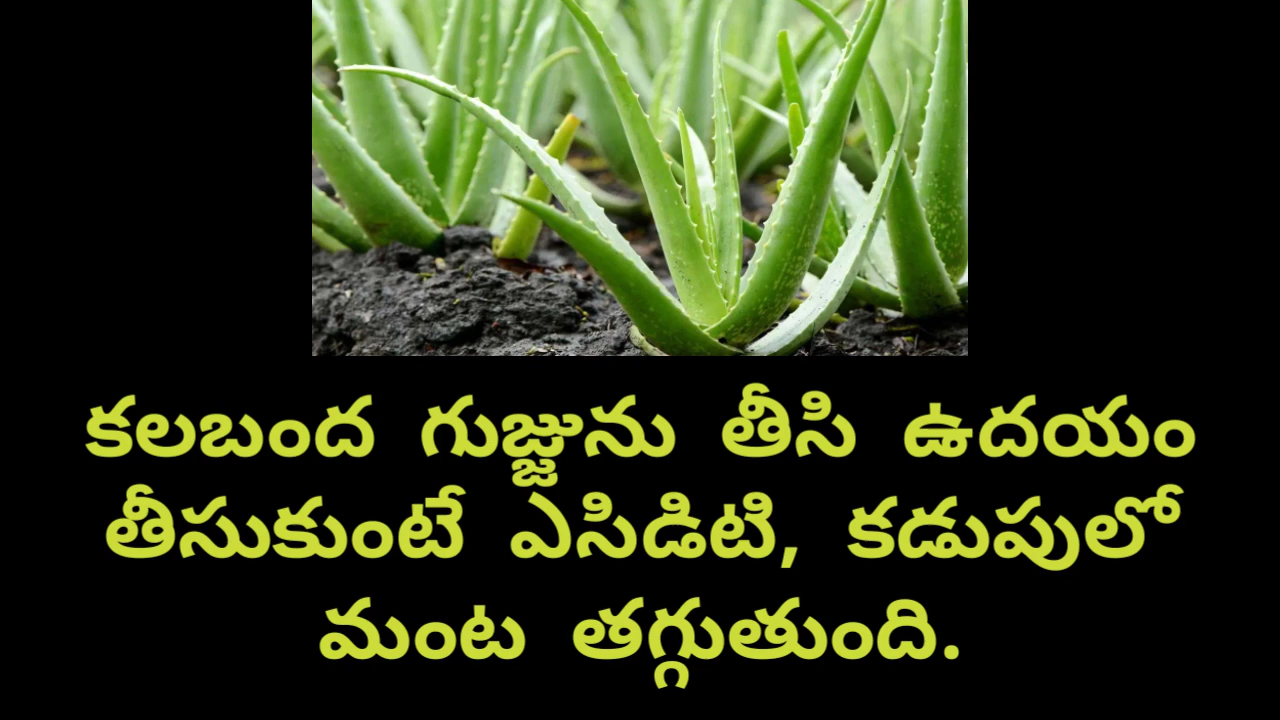 కలబంద గుజ్జును తీసి ఉదయం
తీసుకుంటే ఎసిడిటి, కడుపులో
మంట తగ్గుతుంది.